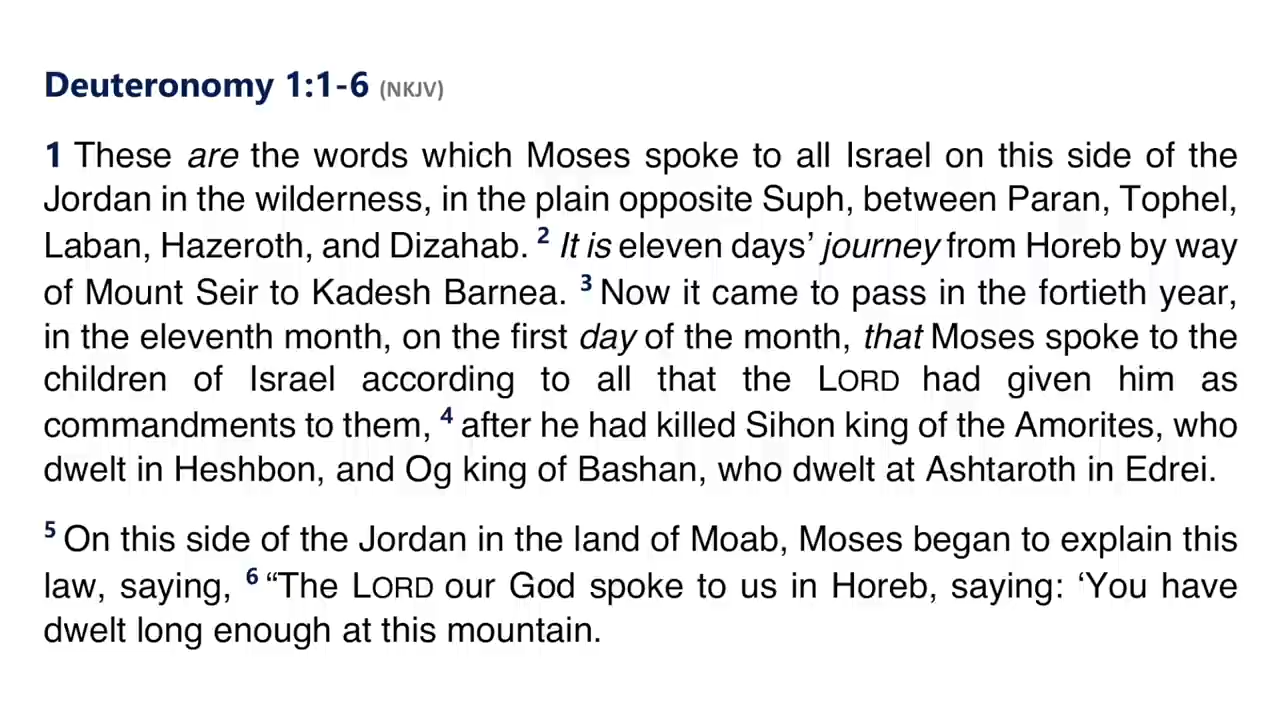 Deuteronomy 1:1-6 (NKJV)
1 These are the words which Moses spoke to all Israel on this side of the
Jordan in the wilderness, in the plain opposite Suph, between Paran, Tophel,
Laban, Hazeroth, and Dizahab. 2 It is eleven days’ journey from Horeb by way
of Mount Seir to Kadesh Barnea. 3 Now it came to pass in the fortieth year,
in the eleventh month, on the first day of the month, that Moses spoke to the
children of Israel according to all that the LORD had given him as
commandments to them, 4 after he had killed Sihon king of the Amorites, who
dwelt in Heshbon, and Og king of Bashan, who dwelt at Ashtaroth in Edrei.
5 On this side of the Jordan in the land of Moab, Moses began to explain this
law, saying, 6 “The LORD our God spoke to us in Horeb, saying: ‘You have
dwelt long enough at this mountain.